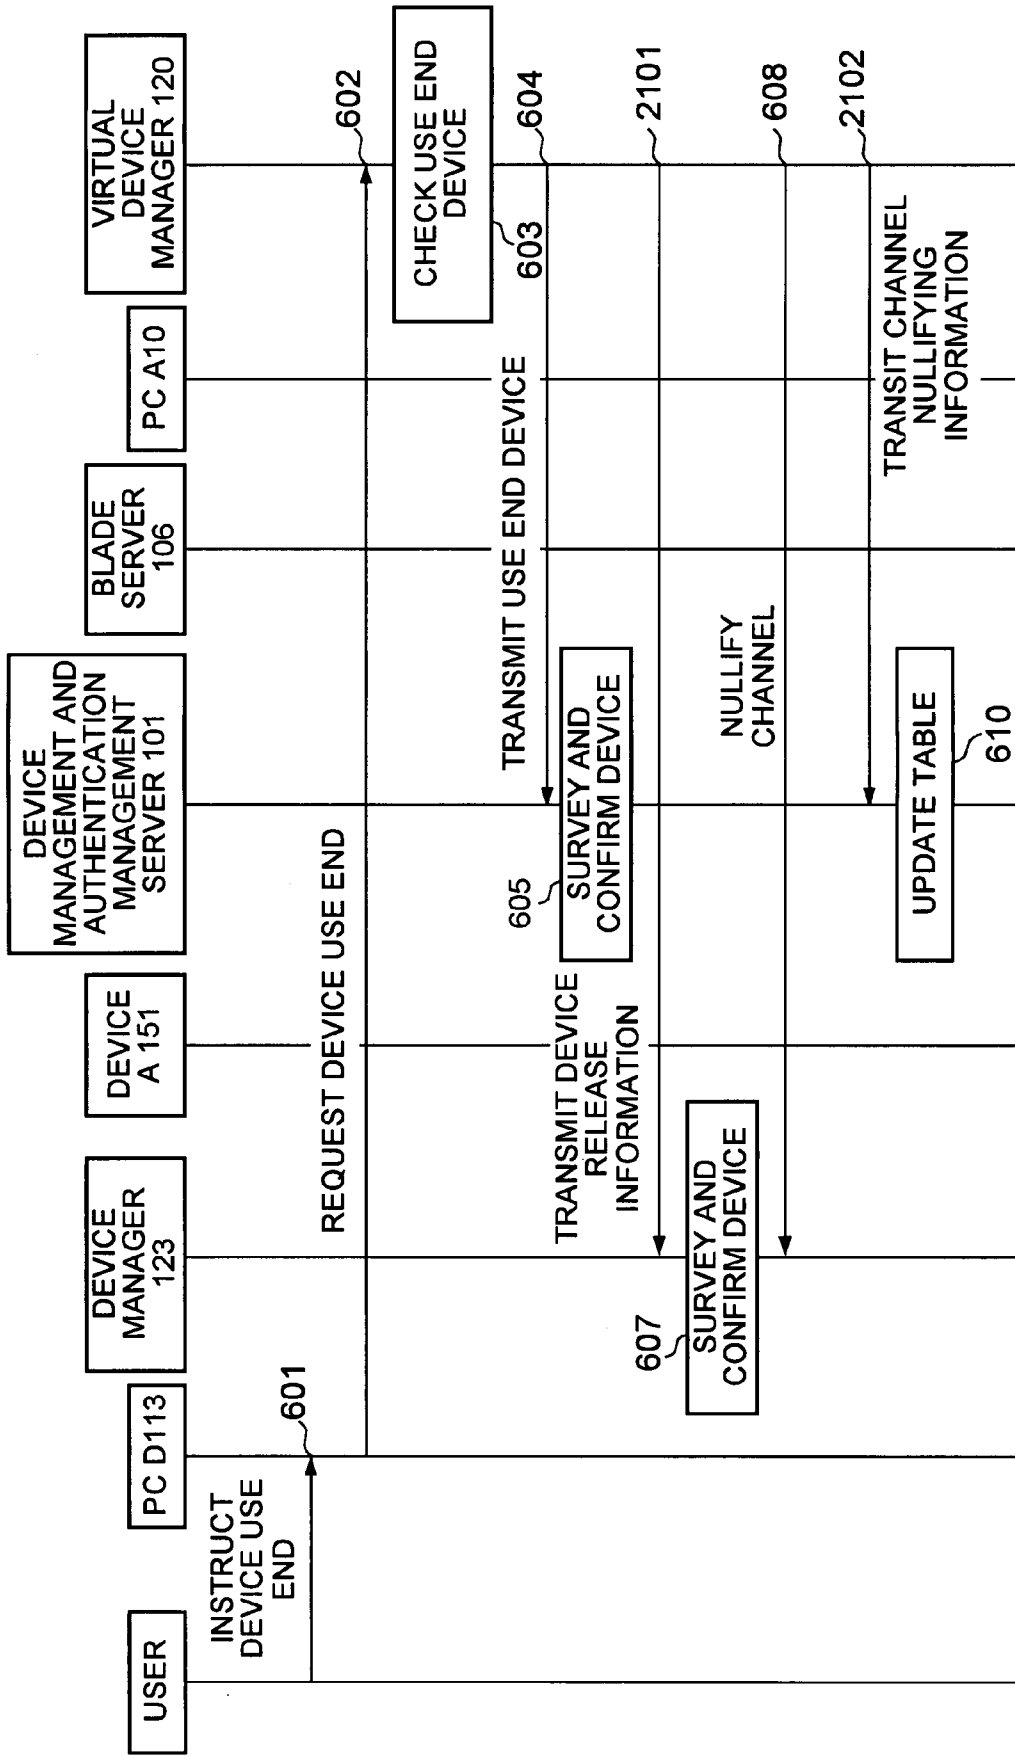 USER
PC D113
DEVICE
MANAGER
123
DEVICE
A 151
DEVICE
MANAGEMENT AND
AUTHENTICATION
MANAGEMENT
SERVER 101
BLADE
SERVER
106
PC A10
VIRTUAL
DEVICE
MANAGER 120
INSTRUCT
DEVICE USE
END
601
REQUEST DEVICE USE END
602
CHECK USE END
DEVICE
603
TRANSMIT USE END DEVICE
604
605
SURVEY AND
CONFIRM DEVICE
TRANSMIT DEVICE
RELEASE
INFORMATION
2101
607
SURVEY AND
CONFIRM DEVICE
NULLIFY
CHANNEL
608
2102
TRANSIT CHANNEL
NULLIFYING
INFORMATION
UPDATE TABLE
610